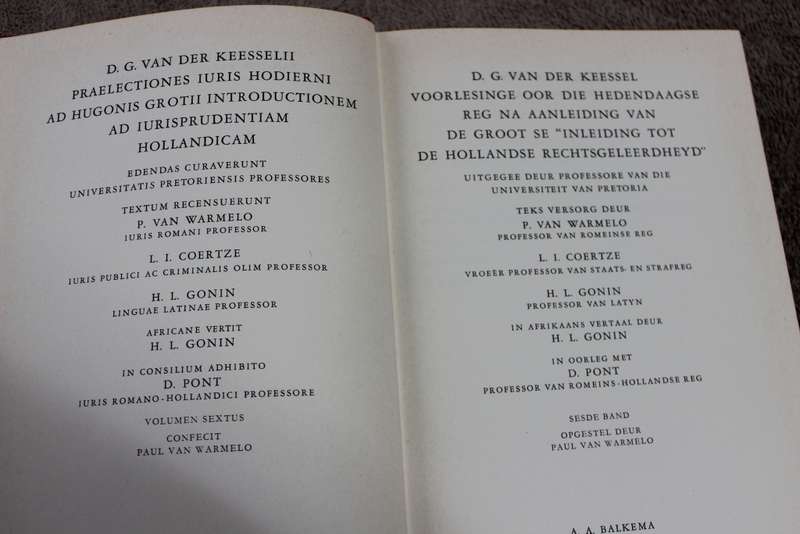 D. G. VAN DER KEESSELII
PRAELECTIONES IURIS HODIERNI
AD HUGONIS GROTII INTRODUCTIONEM
AD IURISPRUDENTIAM
HOLLANDICAM
EDENDAS CURAVERUNT
UNIVERSITATIS PRETORIENSIS PROFESSORES
TEXTUM RECENSUERUNT
P. VAN WARMELO
IURIS ROMANI PROFESSOR
L. I. COERTZE
IURIS PUBLICI AC CRIMINALIS OLIM PROFESSOR
H. L. GONIN
LINGUAE LATINAE PROFESSOR
AFRICANE VERTIT
H. L. GONIN
IN CONSILIUM ADHIBITO
D. PONT
IURIS ROMANO-HOLLANDICI PROFESSORE
VOLUMEN SEXTUS
CONFECIT
PAUL VAN WARMELO
D. G. VAN DER KEESSEL
VOORLESINGE OOR DIE HEDENDAAGSE
REG NA AANLEIDING VAN
DE GROOT SE "INLEIDING TOT
DE HOLLANDSE RECHTSGELEERDHEYD"
UITGEGEE DEUR PROFESSORE VAN DIE
UNIVERSITEIT VAN PRETORIA
TEKS VERSORG DEUR
P. VAN WARMELO
PROFESSOR VAN ROMEINSE REG
L. I. COERTZE
VROEËR PROFESSOR VAN STAATS- EN STRAFREG
H. L. GONIN
PROFESSOR VAN LATYN
IN AFRIKAANS VERTAAL DEUR
H. L. GONIN
IN OORLEG MET
D. PONT
PROFESSOR VAN ROMEINS-HOLLANDSE REG
SESDE BAND
OPGESTEL DEUR
PAUL VAN WARMELO
A. A. BALKEMA